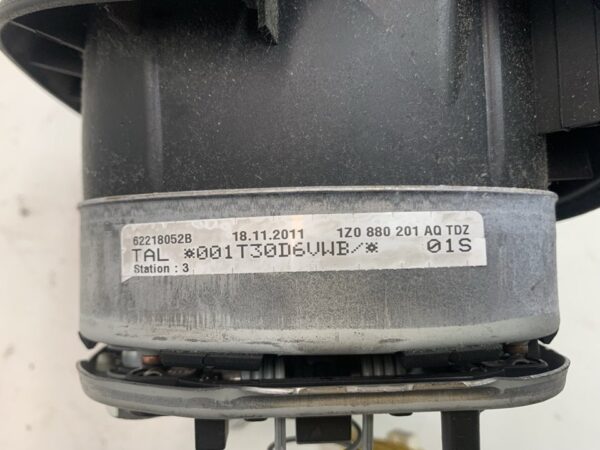 62218052B 18.11.2011 1Z0 880 201 AQ TDZ
TAL *001T30D6VWB/* 01S
Station : 3